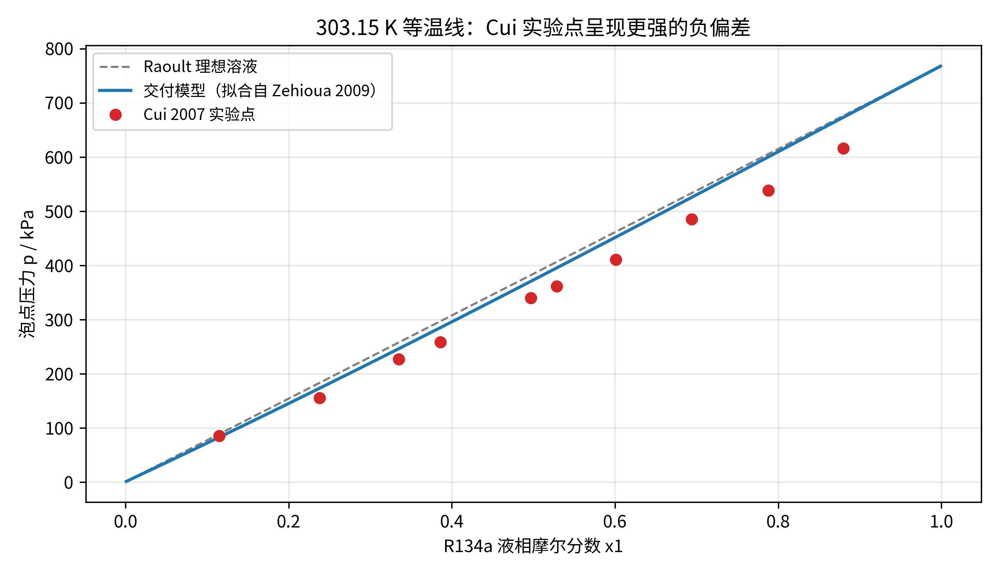 303.15 K 等温线：Cui 实验点呈现更强的负偏差
Raoult 理想溶液
交付模型（拟合自 Zehioua 2009）
Cui 2007 实验点
泡点压力 p / kPa
800
700
600
500
400
300
200
100
0
0.0
0.2
0.4
0.6
0.8
1.0
R134a 液相摩尔分数 x1